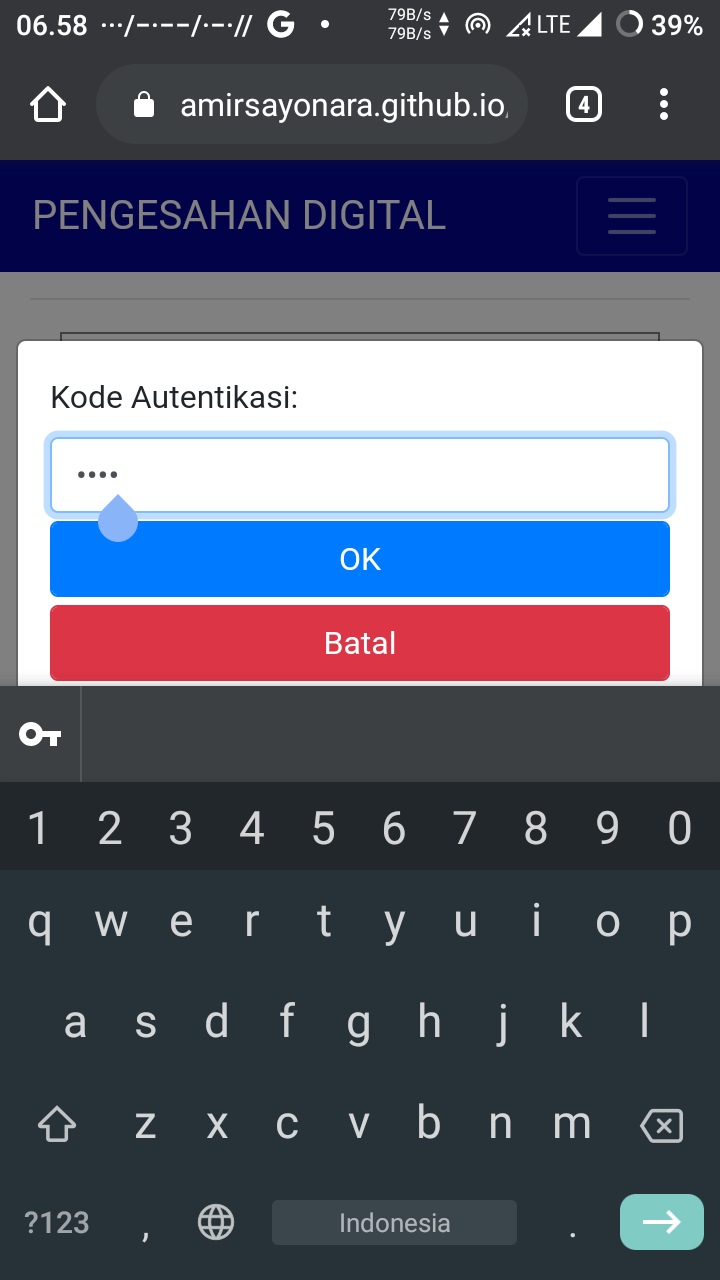 06.58 ···/−·−−/·−·// G • 79B/s LTE 39%
79B/s
amirsayonara.github.io/ 4
PENGESAHAN DIGITAL
Kode Autentikasi:
••••
OK
Batal
1 2 3 4 5 6 7 8 9 0
q w e r t y u i o p
a s d f g h j k l
z x c v b n m
?123 , Indonesia .